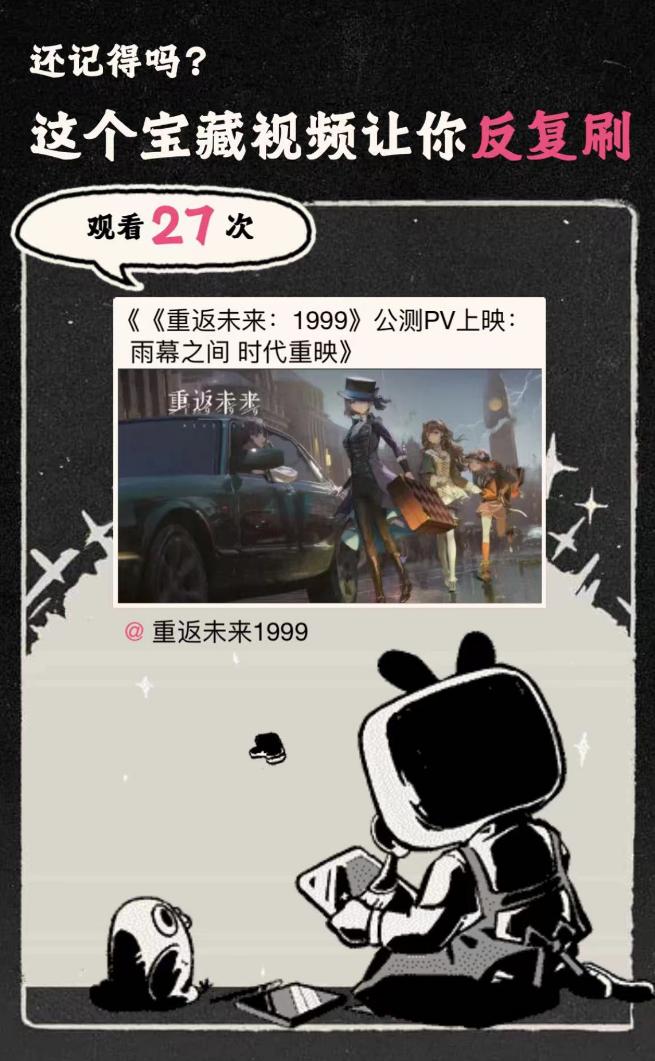 还记得吗？
这个宝藏视频让你反复刷
观看27次
《《重返未来：1999》公测PV上映：
雨幕之间 时代重映》
重返未来
@ 重返未来1999